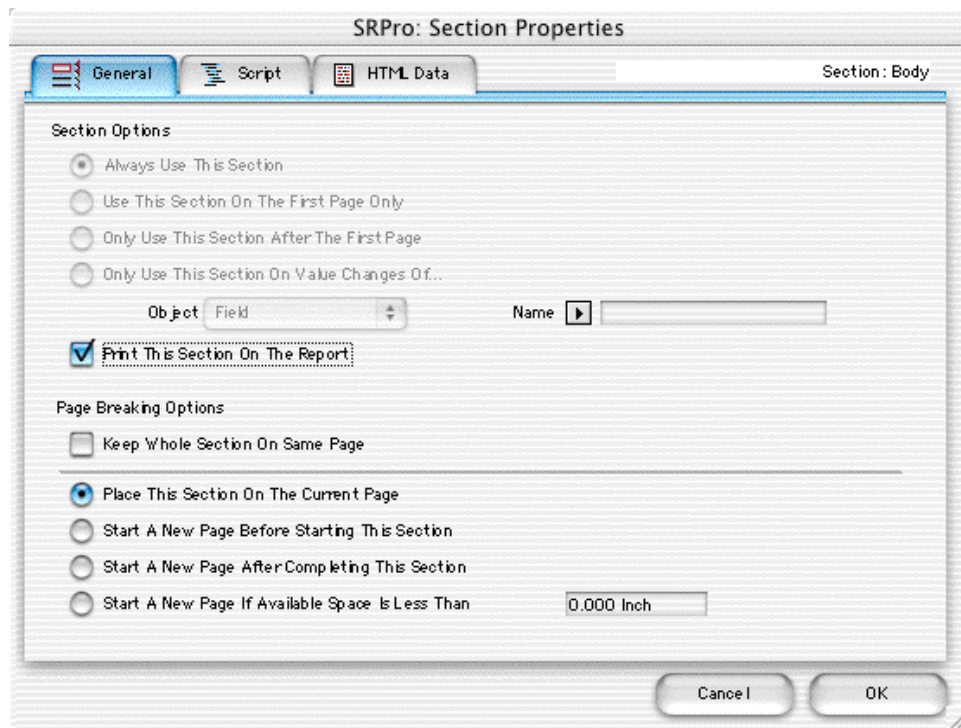 SRPro: Section Properties
General Script HTML Data Section: Body
Section Options
Always Use This Section
Use This Section On The First Page Only
Only Use This Section After The First Page
Only Use This Section On Value Changes Of...
Object Field Name
Print This Section On The Report
Page Breaking Options
Keep Whole Section On Same Page
Place This Section On The Current Page
Start A New Page Before Starting This Section
Start A New Page After Completing This Section
Start A New Page If Available Space Is Less Than 0.000 Inch
Cancel OK